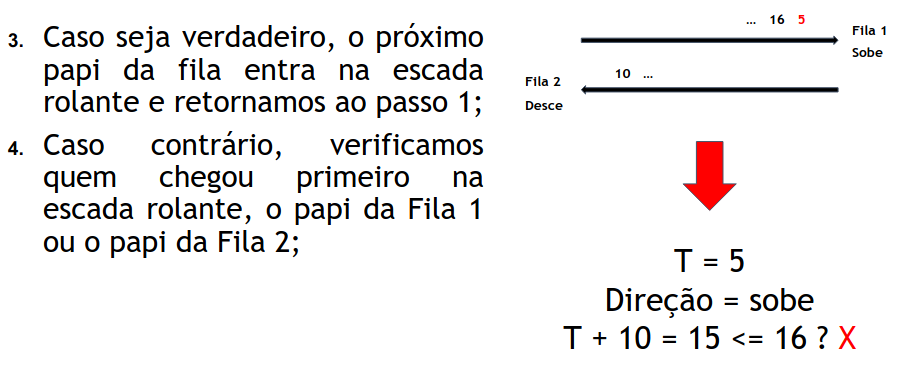 3. Caso seja verdadeiro, o próximo
papi da fila entra na escada
rolante e retornamos ao passo 1;
4. Caso contrário, verificamos
quem chegou primeiro na
escada rolante, o papi da Fila 1
ou o papi da Fila 2;
... 16 5
Fila 1
Sobe
10 ...
Fila 2
Desce
T = 5
Direção = sobe
T + 10 = 15 <= 16 ? X